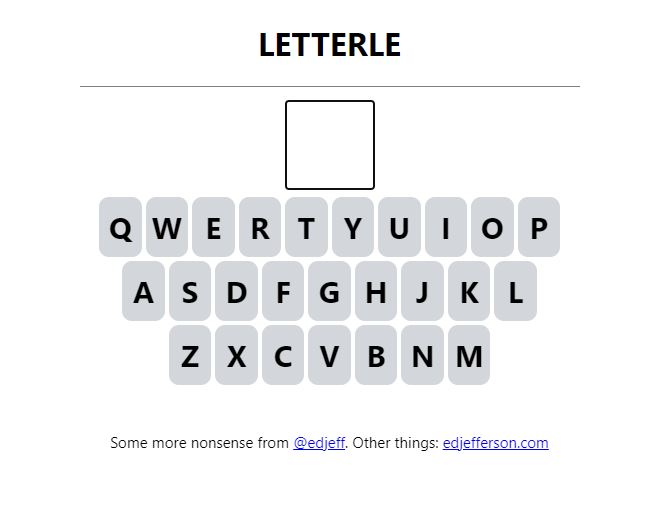 LETTERLE
Q W E R T Y U I O P
A S D F G H J K L
Z X C V B N M
Some more nonsense from @edjeff. Other things: edjefferson.com